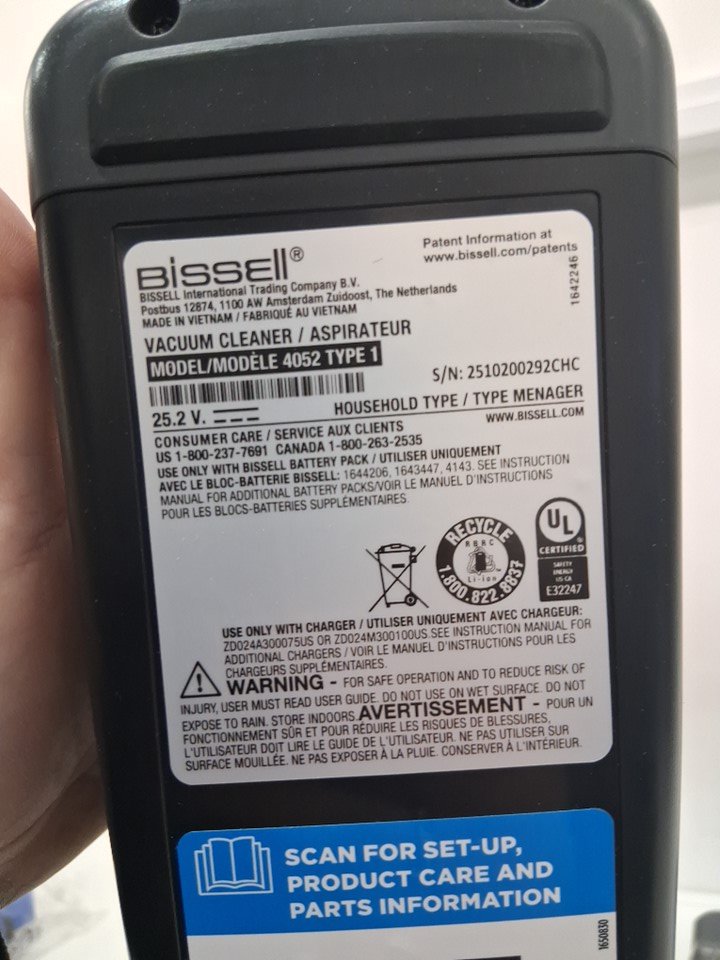 BISSELL®
Patent Information at
www.bissell.com/patents
1642246
BISSELL International Trading Company B.V.
Postbus 12874, 1100 AW Amsterdam Zuidoost, The Netherlands
MADE IN VIETNAM / FABRIQUÉ AU VIETNAM
VACUUM CLEANER / ASPIRATEUR
MODEL/MODÈLE 4052 TYPE 1
S/N: 2510200292CHC
25.2 V.
HOUSEHOLD TYPE / TYPE MENAGER
WWW.BISSELL.COM
CONSUMER CARE / SERVICE AUX CLIENTS
US 1-800-237-7691 CANADA 1-800-263-2535
USE ONLY WITH BISSELL BATTERY PACK / UTILISER UNIQUEMENT
AVEC LE BLOC-BATTERIE BISSELL: 1644206, 1643447, 4143. SEE INSTRUCTION
MANUAL FOR ADDITIONAL BATTERY PACKS/VOIR LE MANUEL D'INSTRUCTIONS
POUR LES BLOCS-BATTERIES SUPPLÉMENTAIRES.
RECYCLE
RBRC
Li-ion
1.800.822.8837
UL
CERTIFIED
SAFETY
ENERGY
US CA
E32247
USE ONLY WITH CHARGER / UTILISER UNIQUEMENT AVEC CHARGEUR:
ZD024A300075US OR ZD024M300100US.SEE INSTRUCTION MANUAL FOR
ADDITIONAL CHARGERS / VOIR LE MANUEL D'INSTRUCTIONS POUR LES
CHARGEURS SUPPLÉMENTAIRES.
WARNING - FOR SAFE OPERATION AND TO REDUCE RISK OF
INJURY, USER MUST READ USER GUIDE. DO NOT USE ON WET SURFACE. DO NOT
EXPOSE TO RAIN. STORE INDOORS. AVERTISSEMENT - POUR UN
FONCTIONNEMENT SÛR ET POUR RÉDUIRE LES RISQUES DE BLESSURES,
L'UTILISATEUR DOIT LIRE LE GUIDE DE L'UTILISATEUR. NE PAS UTILISER SUR
SURFACE MOUILLÉE. NE PAS EXPOSER À LA PLUIE. CONSERVER À L'INTÉRIEUR.
SCAN FOR SET-UP,
PRODUCT CARE AND
PARTS INFORMATION
1650830